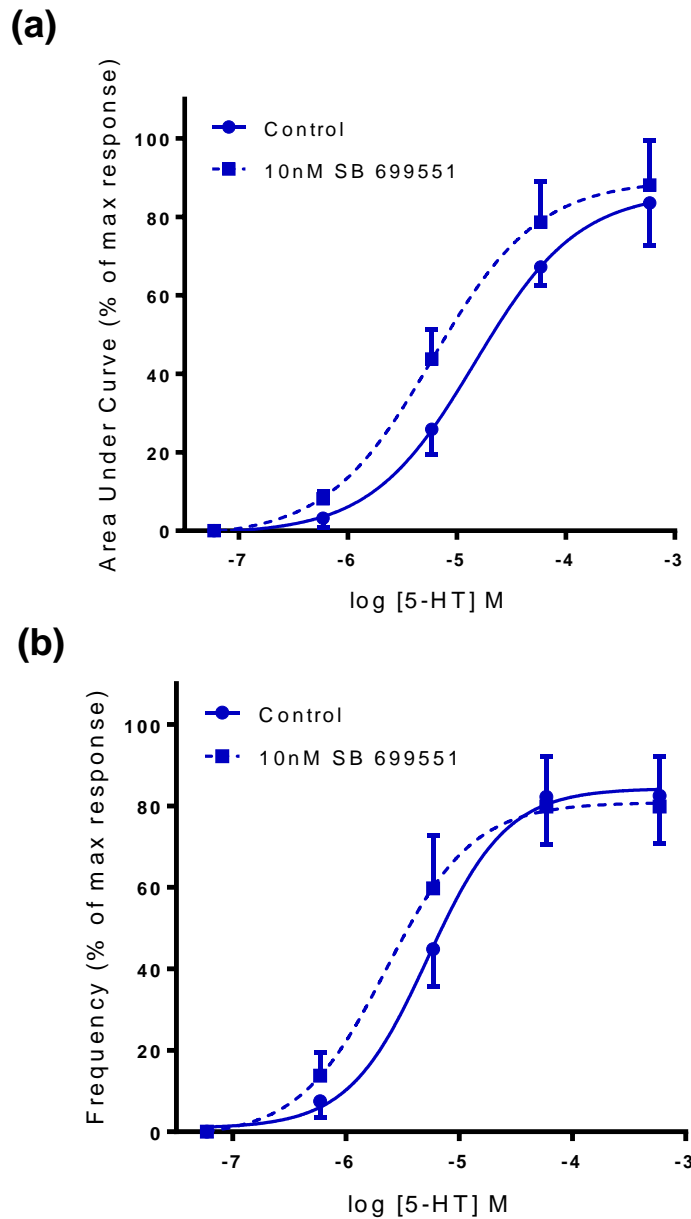 (a)
Area Under Curve (% of max response)
100
80
60
40
20
0
Control
10nM SB 699551
-7
-6
-5
-4
-3
log [5-HT] M
(b)
Frequency (% of max response)
100
80
60
40
20
0
Control
10nM SB 699551
-7
-6
-5
-4
-3
log [5-HT] M